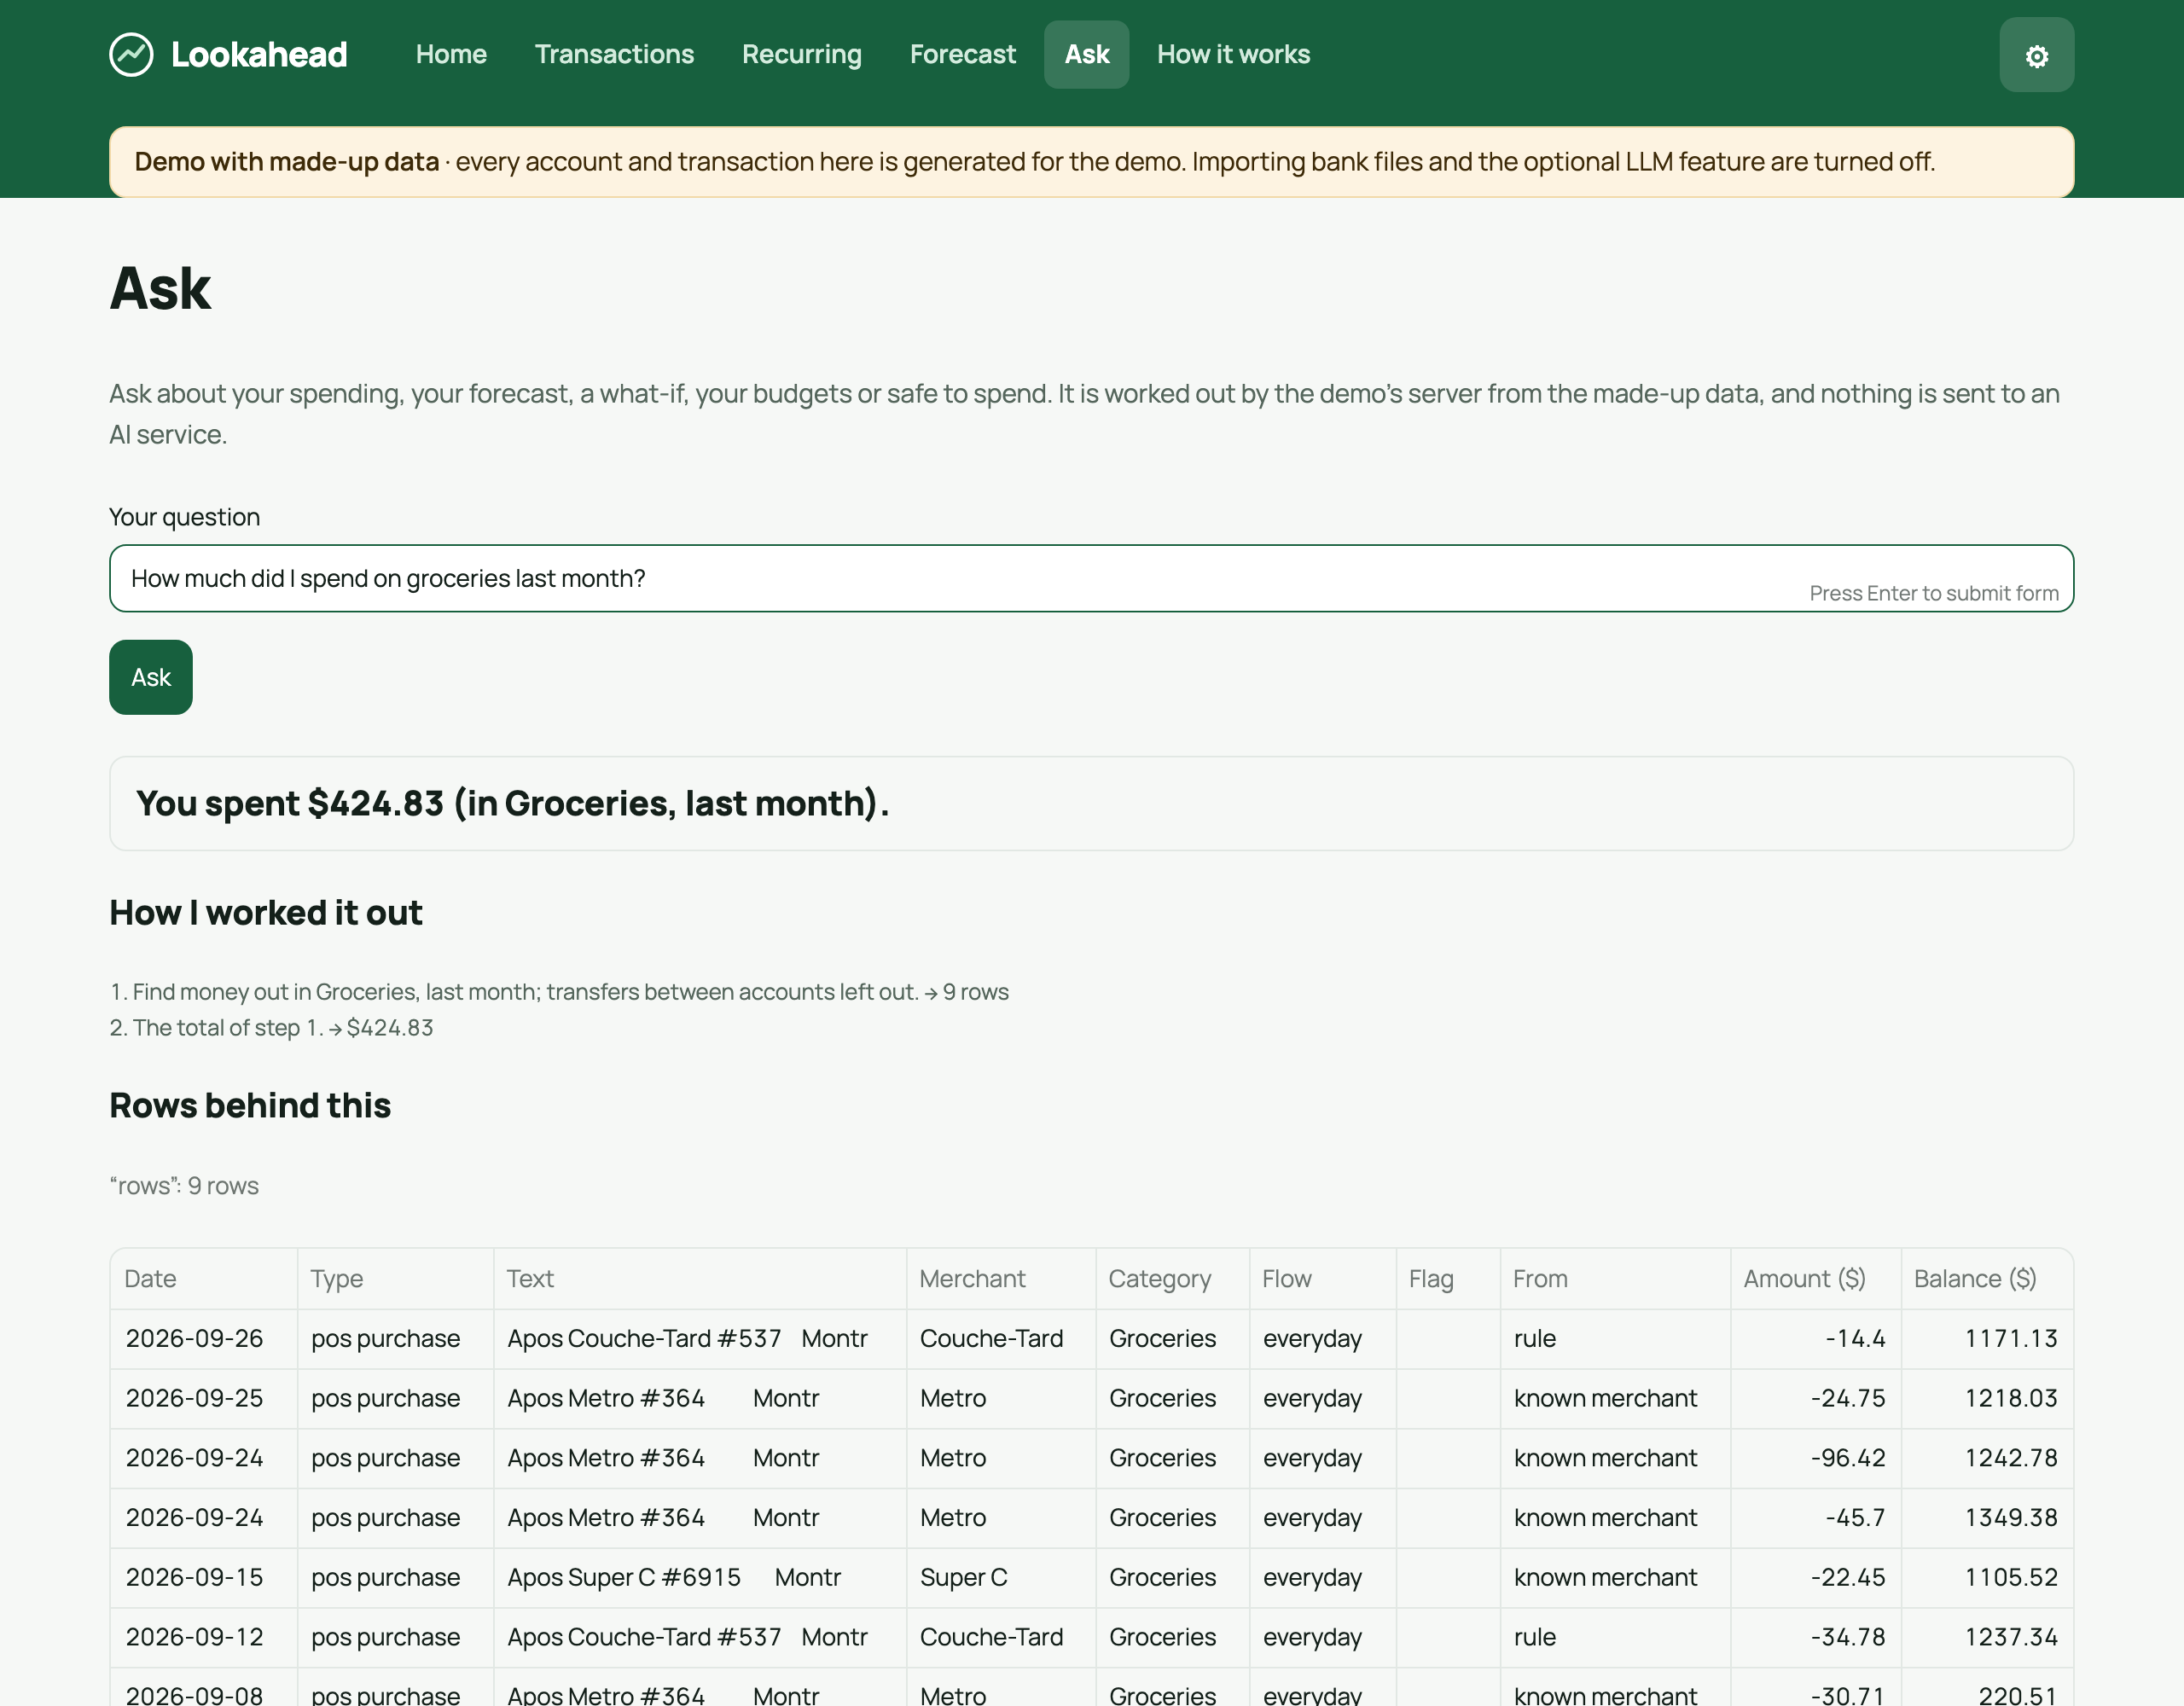 Lookahead Home Transactions Recurring Forecast Ask How it works
Demo with made-up data · every account and transaction here is generated for the demo. Importing bank files and the optional LLM feature are turned off.
Ask
Ask about your spending, your forecast, a what-if, your budgets or safe to spend. It is worked out by the demo’s server from the made-up data, and nothing is sent to an
AI service.
Your question
How much did I spend on groceries last month?
Press Enter to submit form
Ask
You spent $424.83 (in Groceries, last month).
How I worked it out
1. Find money out in Groceries, last month; transfers between accounts left out. → 9 rows
2. The total of step 1. → $424.83
Rows behind this
“rows”: 9 rows
Date Type Text Merchant Category Flow Flag From Amount ($) Balance ($)
2026-09-26 pos purchase Apos Couche-Tard #537 Montr Couche-Tard Groceries everyday rule -14.4 1171.13
2026-09-25 pos purchase Apos Metro #364 Montr Metro Groceries everyday known merchant -24.75 1218.03
2026-09-24 pos purchase Apos Metro #364 Montr Metro Groceries everyday known merchant -96.42 1242.78
2026-09-24 pos purchase Apos Metro #364 Montr Metro Groceries everyday known merchant -45.7 1349.38
2026-09-15 pos purchase Apos Super C #6915 Montr Super C Groceries everyday known merchant -22.45 1105.52
2026-09-12 pos purchase Apos Couche-Tard #537 Montr Couche-Tard Groceries everyday rule -34.78 1237.34
2026-09-08 pos purchase Apos Metro #364 Montr Metro Groceries everyday known merchant -30.71 220.51